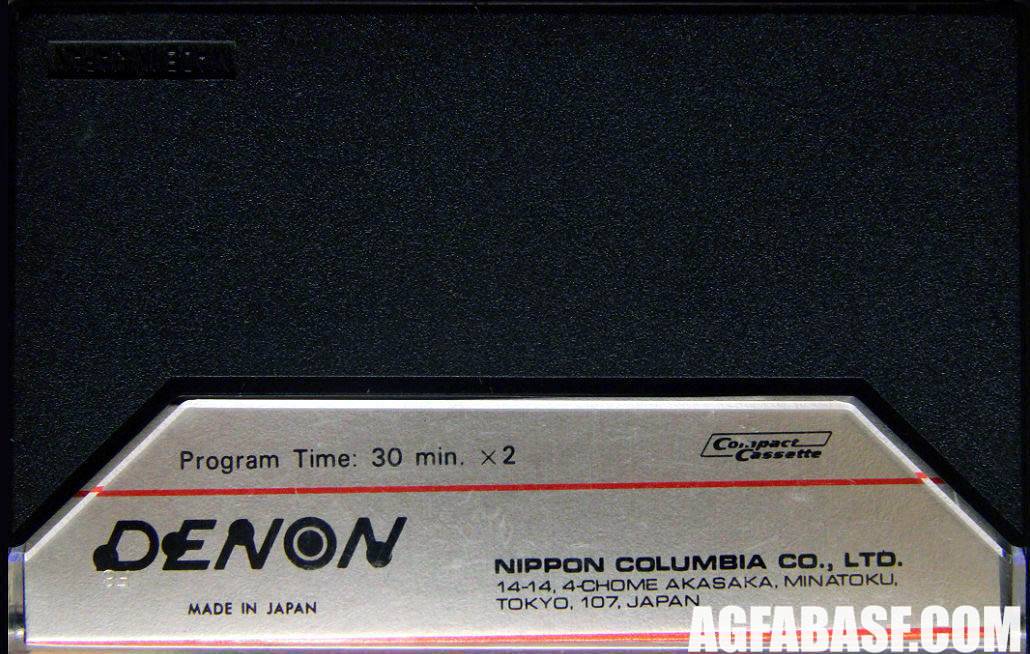 Program Time: 30 min. ×2
Compact
Cassette
DENON
MADE IN JAPAN
NIPPON COLUMBIA CO., LTD.
14-14, 4-CHOME AKASAKA, MINATOKU,
TOKYO, 107, JAPAN
AGFABASE.COM